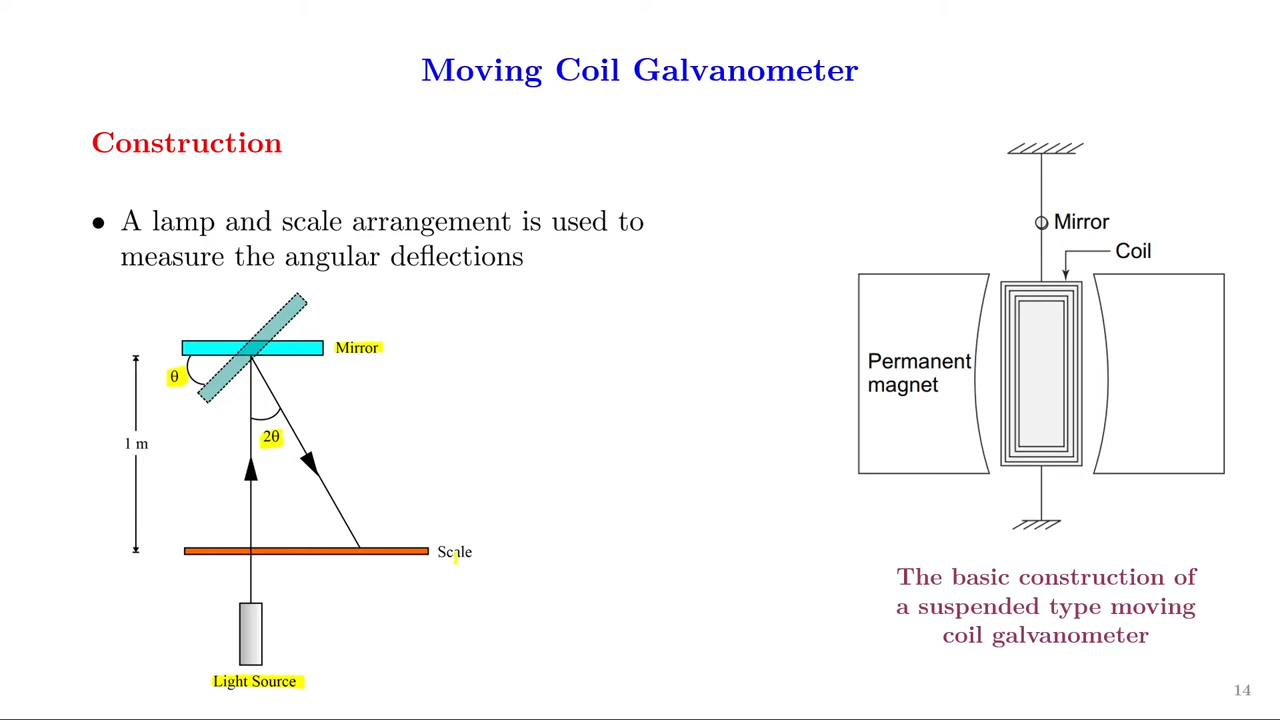 Moving Coil Galvanometer
Construction
• A lamp and scale arrangement is used to
measure the angular deflections
Mirror
θ
2θ
1 m
Scale
Light Source
Mirror
Coil
Permanent
magnet
The basic construction of
a suspended type moving
coil galvanometer
14